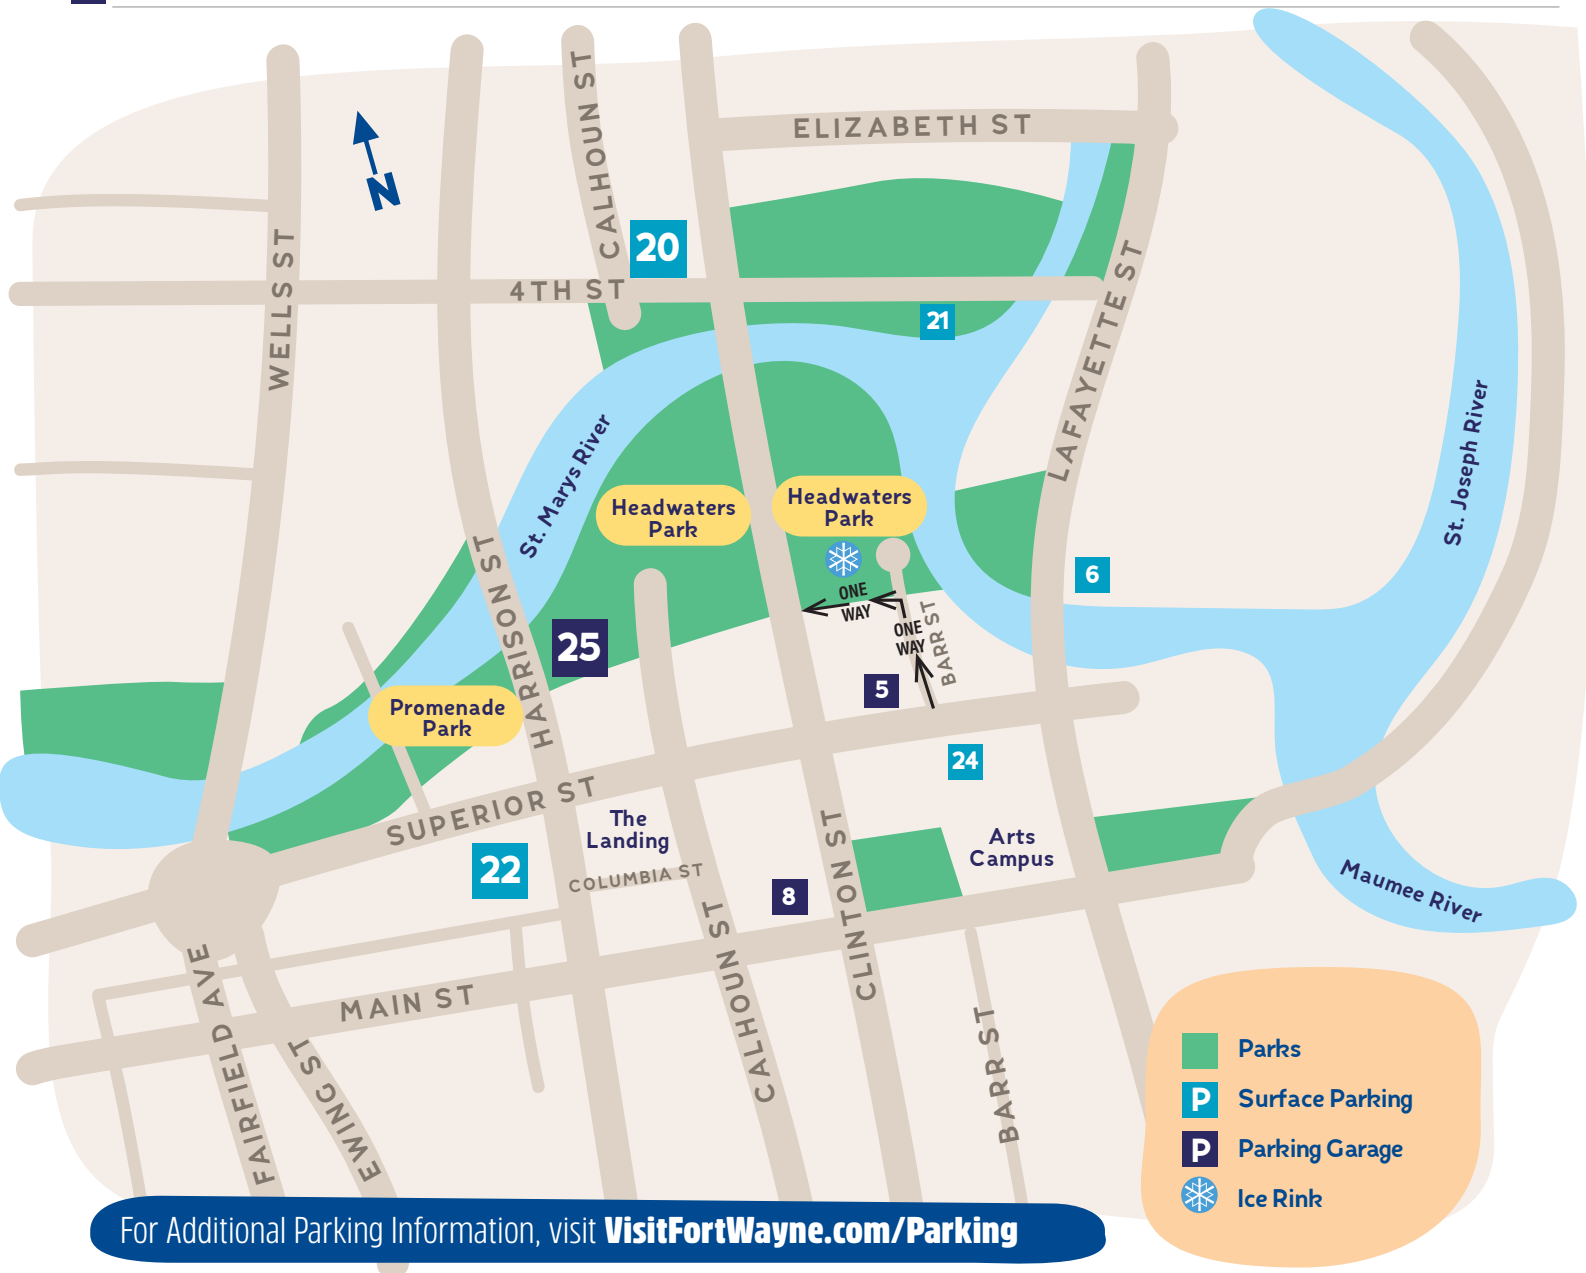 CALHOUN ST
ELIZABETH ST
N
20
WELLS ST
4TH ST
LAFAYETTE ST
21
St. Marys River
St. Joseph River
Headwaters
Park
Headwaters
Park
HARRISON ST
6
ONE
WAY
ONE
WAY
BARR ST
25
5
Promenade
Park
24
SUPERIOR ST
The
Landing
Arts
Campus
22
COLUMBIA ST
8
CLINTON ST
Maumee River
CALHOUN ST
MAIN ST
FAIRFIELD AVE
EWING ST
BARR ST
Parks
P Surface Parking
P Parking Garage
Ice Rink
For Additional Parking Information, visit VisitFortWayne.com/Parking